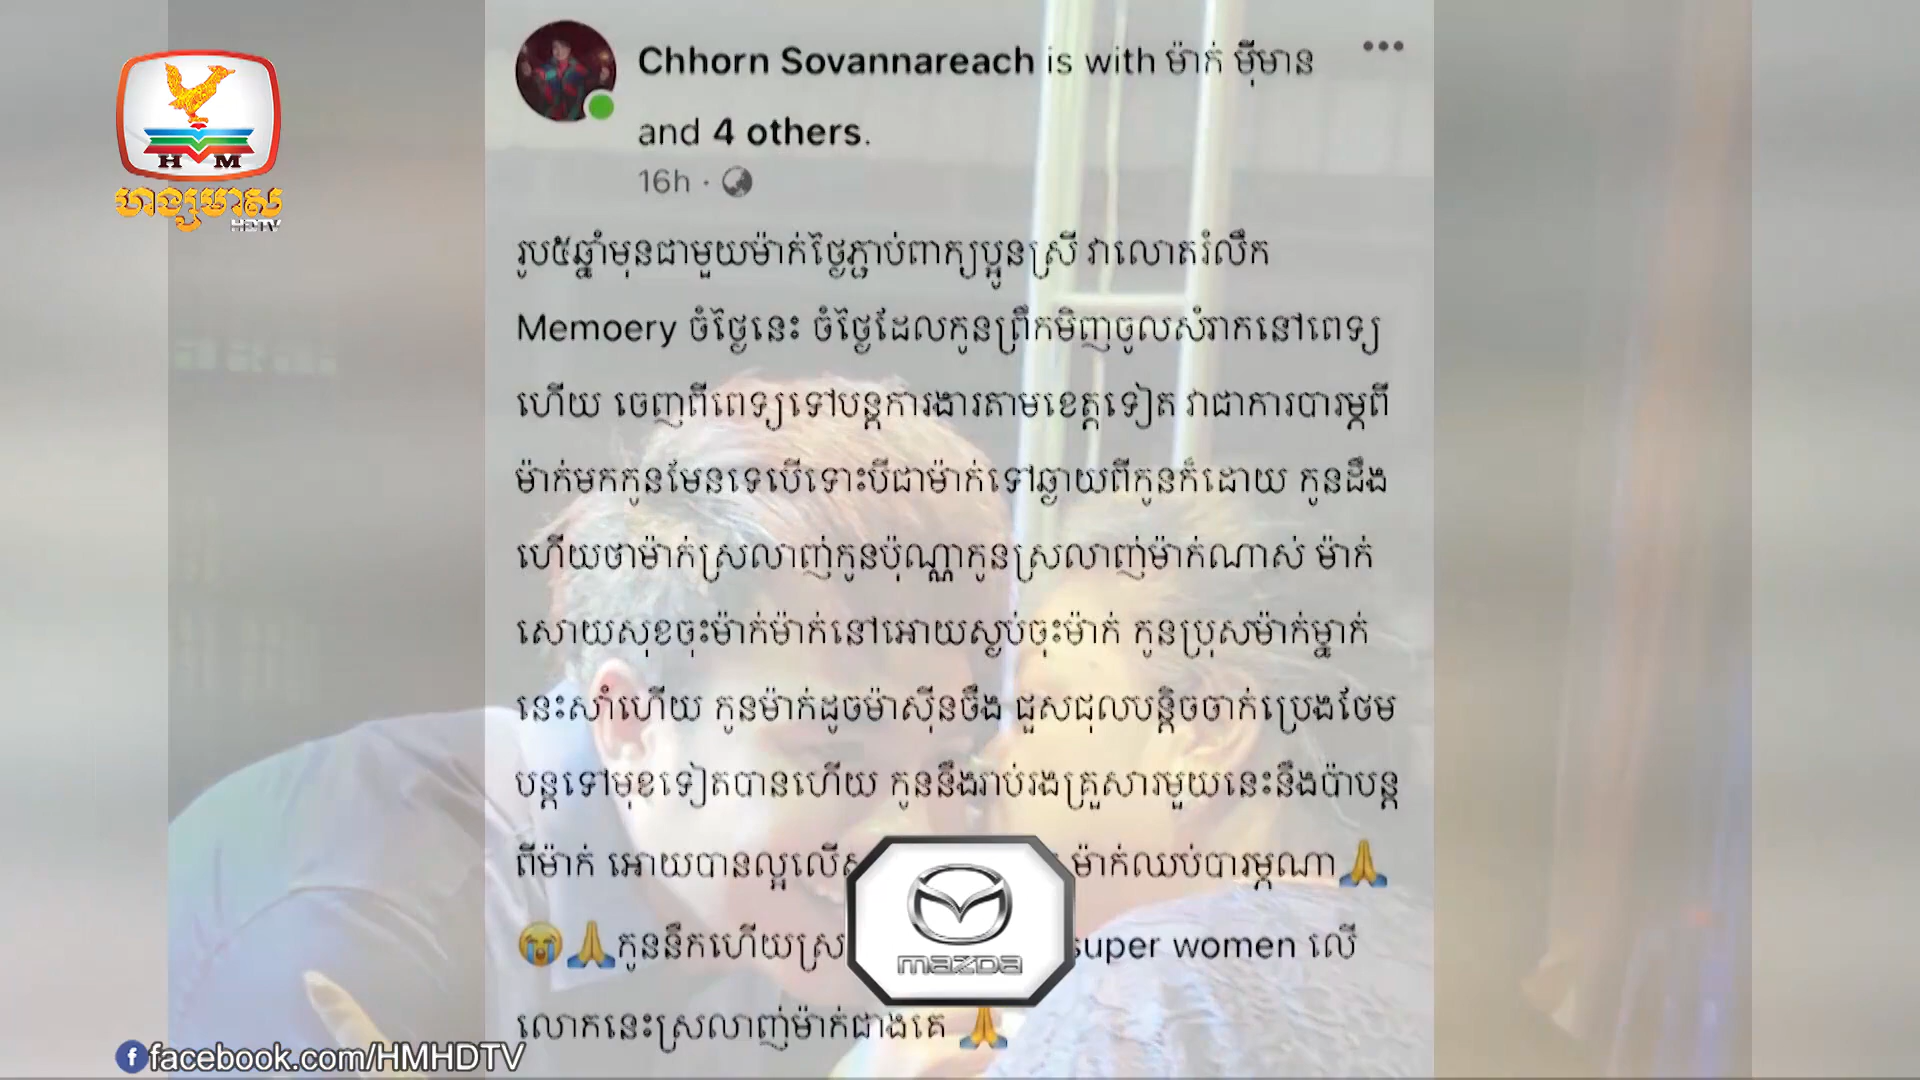 Chhorn Sovannareach is with ម៉ាក់ ម៉ីមាន
and 4 others.
16h
រូប៥ឆ្នាំមុនជាមួយម៉ាក់ថ្ងៃភ្ជាប់ពាក្យប្អូនស្រី វាលោតរំលឹក
Memoery ចំថ្ងៃនេះ ចំថ្ងៃដែលកូនព្រឹកមិញចូលសំរាកនៅពេទ្យ
ហើយ ចេញពីពេទ្យទៅបន្តការងារតាមខេត្តទៀត វាជាការបារម្ភពី
ម៉ាក់មកកូនមែនទេបើទោះបីជាម៉ាក់ទៅឆ្ងាយពីកូនក៏ដោយ កូនដឹង
ហើយថាម៉ាក់ស្រលាញ់កូនប៉ុណ្ណាកូនស្រលាញ់ម៉ាក់ណាស់ ម៉ាក់
សោយសុខចុះម៉ាក់ម៉ាក់នៅអោយស្ងប់ចុះម៉ាក់ កូនប្រុសម៉ាក់ម្នាក់
នេះសាំហើយ កូនម៉ាក់ដូចម៉ាស៊ីនចឹង ជួសជុលបន្តិចចាក់ប្រេងថែម
បន្តទៅមុខទៀតបានហើយ កូននឹងរាប់រងគ្រួសារមួយនេះនឹងប៉ាបន្ត
ពីម៉ាក់ អោយបានល្អលើស ម៉ាក់ឈប់បារម្ភណា🙏
😭🙏កូននឹកហើយស្រ super women លើ
លោកនេះស្រលាញ់ម៉ាក់ជាងគេ 🙏
HM
ហង្សមាស
HDTV
mazda
facebook.com/HMHDTV